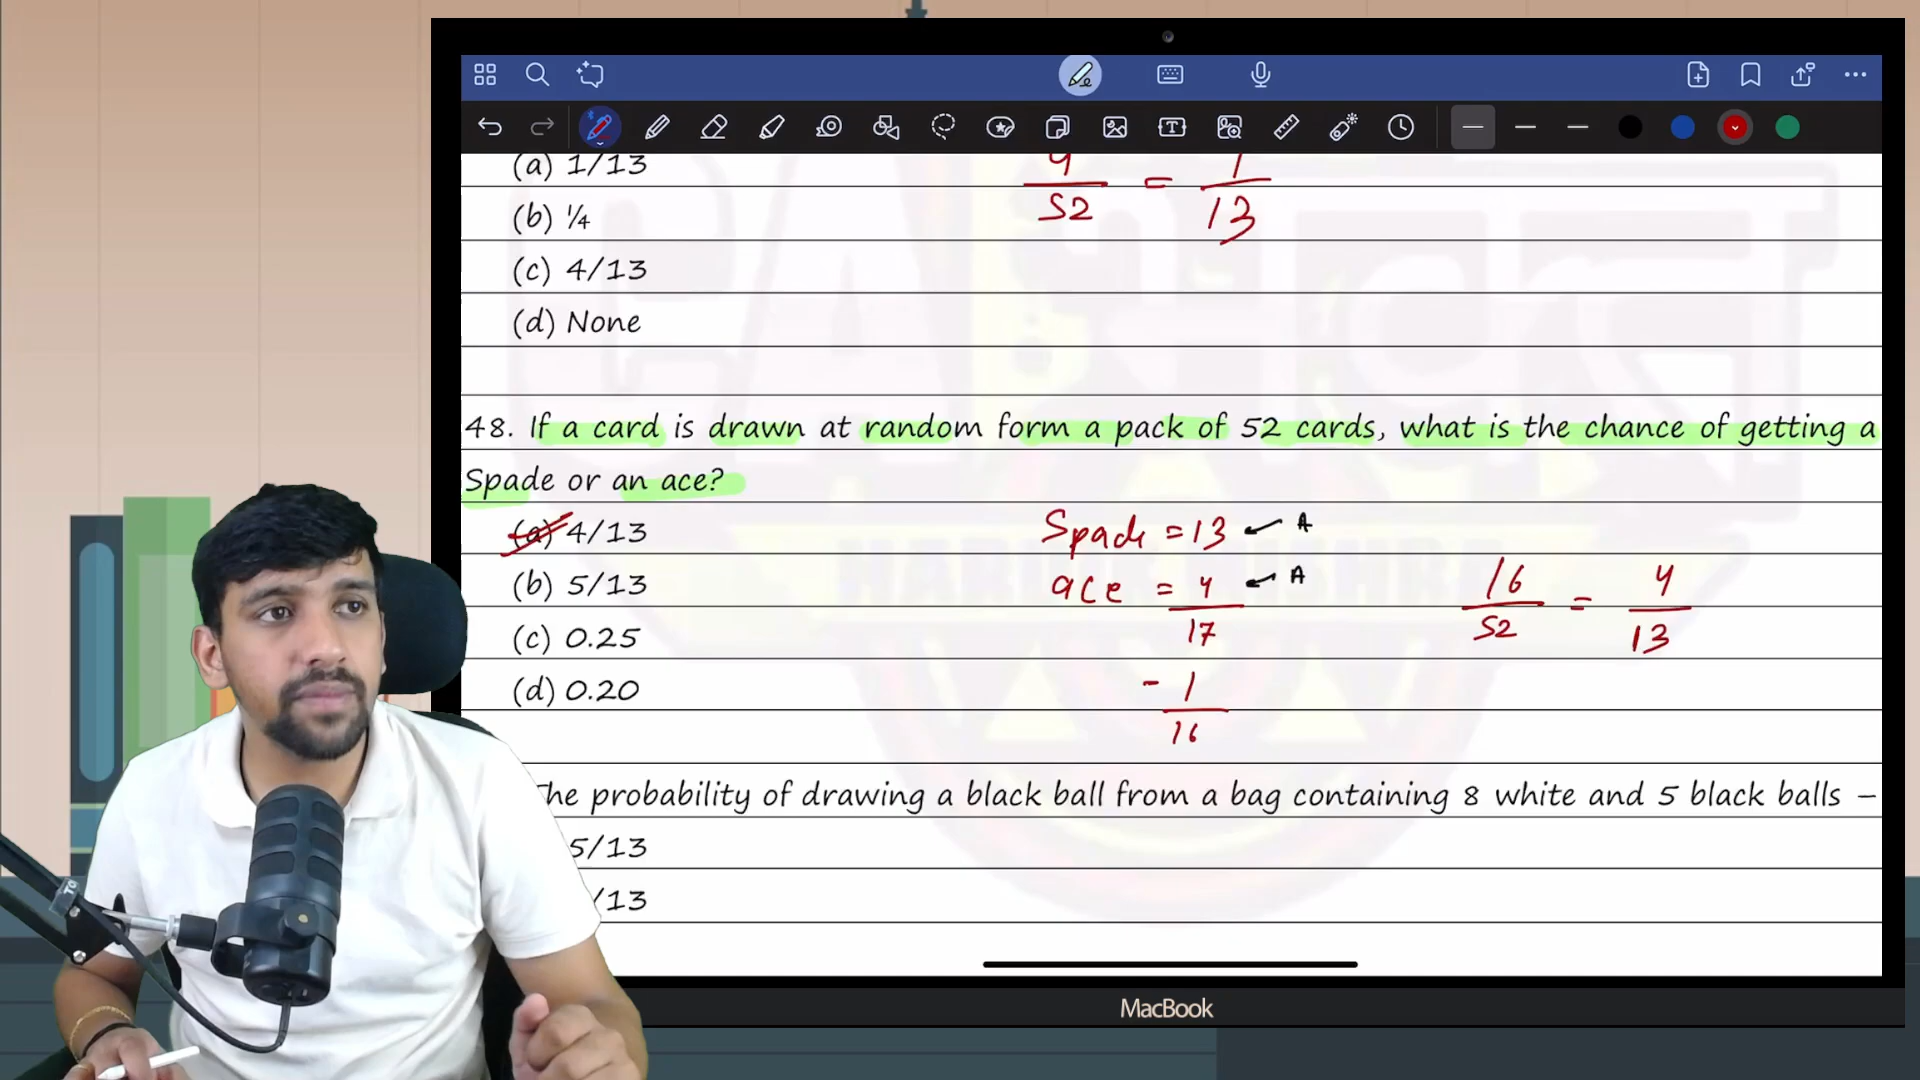 (a) 1/13
4/52 = 1/13
(b) ¼
(c) 4/13
(d) None
48. If a card is drawn at random form a pack of 52 cards, what is the chance of getting a
Spade or an ace?
(a) 4/13
Spade = 13 A
(b) 5/13
ace = 4 A
17
16/52 = 4/13
(c) 0.25
(d) 0.20
- 1
16
The probability of drawing a black ball from a bag containing 8 white and 5 black balls –
5/13
/13
MacBook